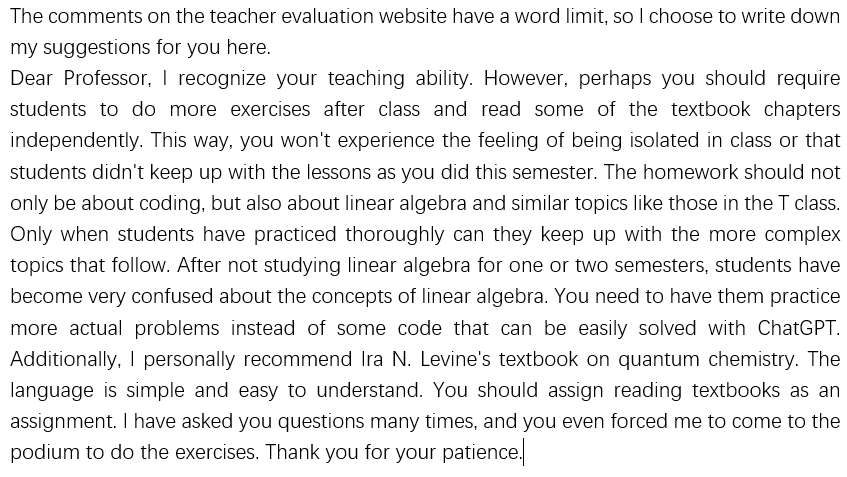 The comments on the teacher evaluation website have a word limit, so I choose to write down
my suggestions for you here.
Dear Professor, I recognize your teaching ability. However, perhaps you should require
students to do more exercises after class and read some of the textbook chapters
independently. This way, you won't experience the feeling of being isolated in class or that
students didn't keep up with the lessons as you did this semester. The homework should not
only be about coding, but also about linear algebra and similar topics like those in the T class.
Only when students have practiced thoroughly can they keep up with the more complex
topics that follow. After not studying linear algebra for one or two semesters, students have
become very confused about the concepts of linear algebra. You need to have them practice
more actual problems instead of some code that can be easily solved with ChatGPT.
Additionally, I personally recommend Ira N. Levine's textbook on quantum chemistry. The
language is simple and easy to understand. You should assign reading textbooks as an
assignment. I have asked you questions many times, and you even forced me to come to the
podium to do the exercises. Thank you for your patience.